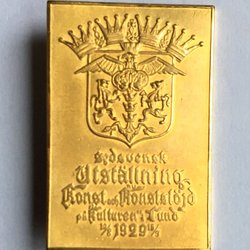 Sydsvensk
Utställning
Konst och Konstslöjd
på Kulturen i Lund
1929